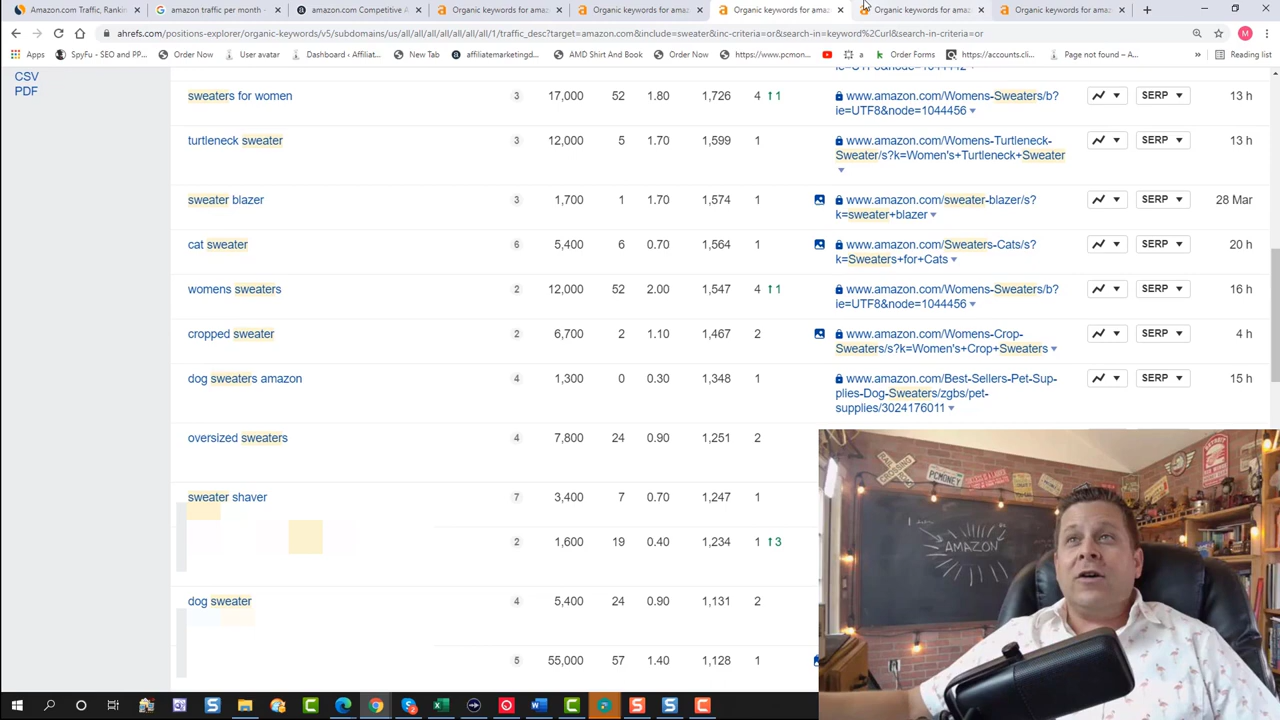 Amazon.com Traffic, Rankin
amazon traffic per month -
amazon.com Competitive A
Organic keywords for amaz
Organic keywords for amaz
Organic keywords for amaz
Organic keywords for amaz
Organic keywords for amaz
ahrefs.com/positions-explorer/organic-keywords/v5/subdomains/us/all/all/all/all/all/all/1/traffic_desc?target=amazon.com&include=sweater&inc-criteria=or&search-in=keyword%2Curl&search-in-criteria=or
Apps
SpyFu - SEO and PP...
Order Now
User avatar
Dashboard ‹ Affiliat...
New Tab
affiliatemarketingd...
AMD Shirt And Book
Order Now
https://www.pcmon...
a
Order Forms
https://accounts.cli...
Page not found – A...
»
Reading list
CSV
PDF
sweaters for women 3 17,000 52 1.80 1,726 4 ↑1 www.amazon.com/Womens-Sweaters/b?
ie=UTF8&node=1044456
SERP 13 h
turtleneck sweater 3 12,000 5 1.70 1,599 1 www.amazon.com/Womens-Turtleneck-
Sweater/s?k=Women's+Turtleneck+Sweater
SERP 13 h
sweater blazer 3 1,700 1 1.70 1,574 1 www.amazon.com/sweater-blazer/s?
k=sweater+blazer
SERP 28 Mar
cat sweater 6 5,400 6 0.70 1,564 1 www.amazon.com/Sweaters-Cats/s?
k=Sweaters+for+Cats
SERP 20 h
womens sweaters 2 12,000 52 2.00 1,547 4 ↑1 www.amazon.com/Womens-Sweaters/b?
ie=UTF8&node=1044456
SERP 16 h
cropped sweater 2 6,700 2 1.10 1,467 2 www.amazon.com/Womens-Crop-
Sweaters/s?k=Women's+Crop+Sweaters
SERP 4 h
dog sweaters amazon 4 1,300 0 0.30 1,348 1 www.amazon.com/Best-Sellers-Pet-Sup-
plies-Dog-Sweaters/zgbs/pet-
supplies/3024176011
SERP 15 h
oversized sweaters 4 7,800 24 0.90 1,251 2
sweater shaver 7 3,400 7 0.70 1,247 1
2 1,600 19 0.40 1,234 1 ↑3
dog sweater 4 5,400 24 0.90 1,131 2
5 55,000 57 1.40 1,128 1
CROSSING
PCMONEY
AMAZON